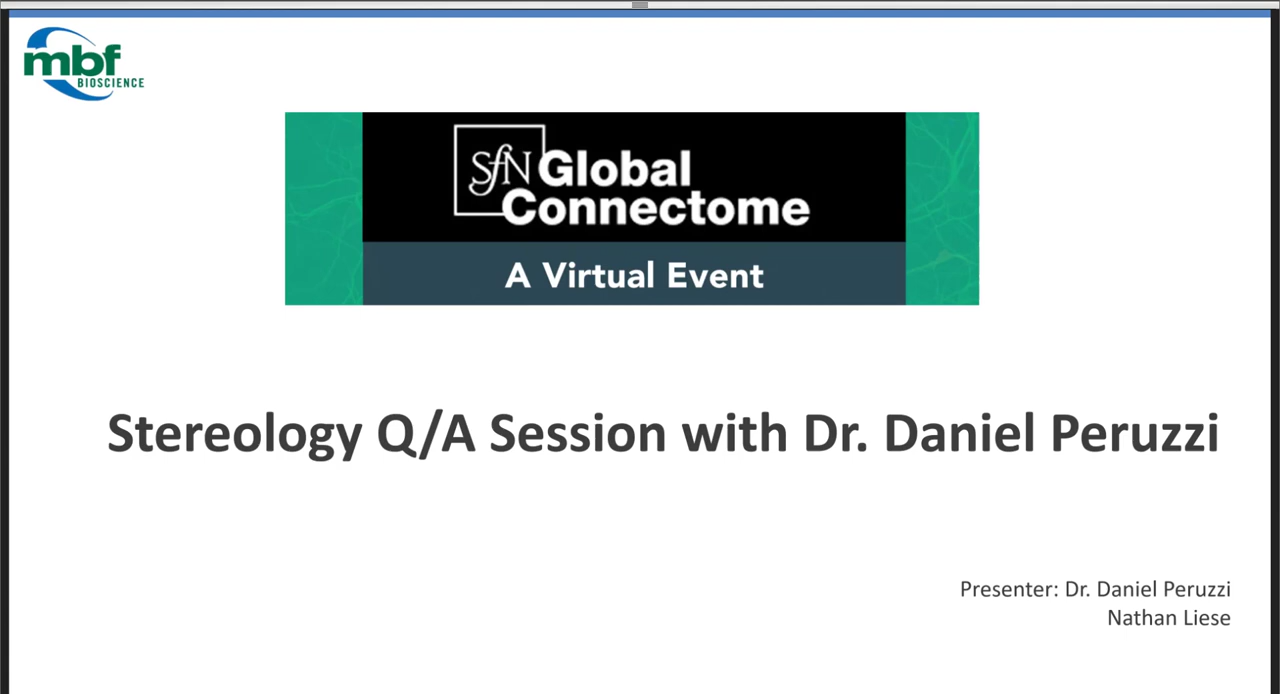 mbf
BIOSCIENCE
SfN Global
Connectome
A Virtual Event
Stereology Q/A Session with Dr. Daniel Peruzzi
Presenter: Dr. Daniel Peruzzi
Nathan Liese